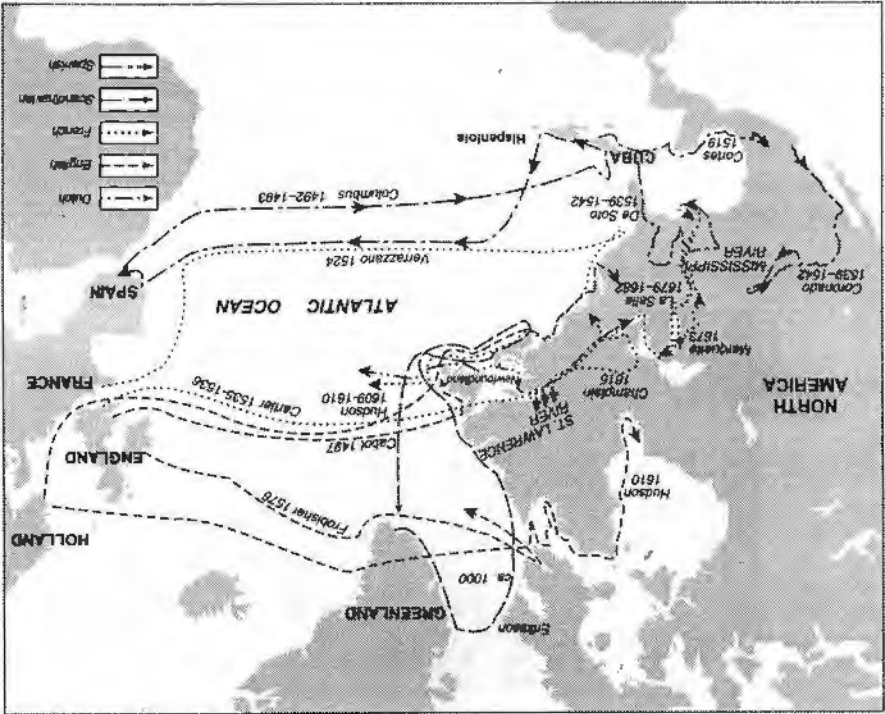 Eriksson
GREENLAND
ca. 1000
HOLLAND
Hudson
1610
Frobisher 1576
ENGLAND
Cabot 1497
ST. LAWRENCE
RIVER
Hudson
1609-1610
Cartier 1535-1536
FRANCE
NORTH
AMERICA
Champlain
1615
Newfoundland
Marquette
1673
ATLANTIC OCEAN
SPAIN
La Salle
1679-1682
Coronado
1539-1542
MISSISSIPPI
RIVER
Verrazzano 1524
De Soto
1539-1542
Columbus 1492-1493
Cortes
1519
CUBA
Hispaniola
Dutch
English
French
Scandinavian
Spanish